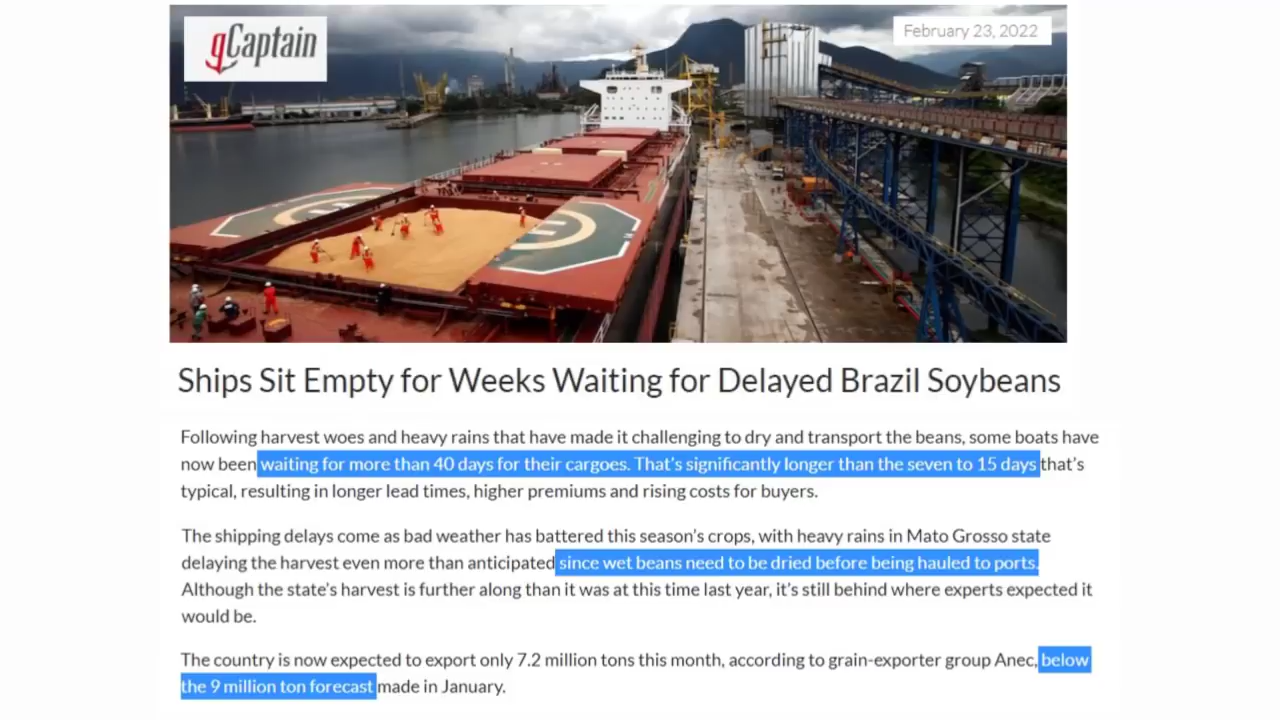 gCaptain
February 23, 2022
Ships Sit Empty for Weeks Waiting for Delayed Brazil Soybeans
Following harvest woes and heavy rains that have made it challenging to dry and transport the beans, some boats have
now been waiting for more than 40 days for their cargoes. That's significantly longer than the seven to 15 days that's
typical, resulting in longer lead times, higher premiums and rising costs for buyers.
The shipping delays come as bad weather has battered this season's crops, with heavy rains in Mato Grosso state
delaying the harvest even more than anticipated since wet beans need to be dried before being hauled to ports.
Although the state's harvest is further along than it was at this time last year, it's still behind where experts expected it
would be.
The country is now expected to export only 7.2 million tons this month, according to grain-exporter group Anec, below
the 9 million ton forecast made in January.